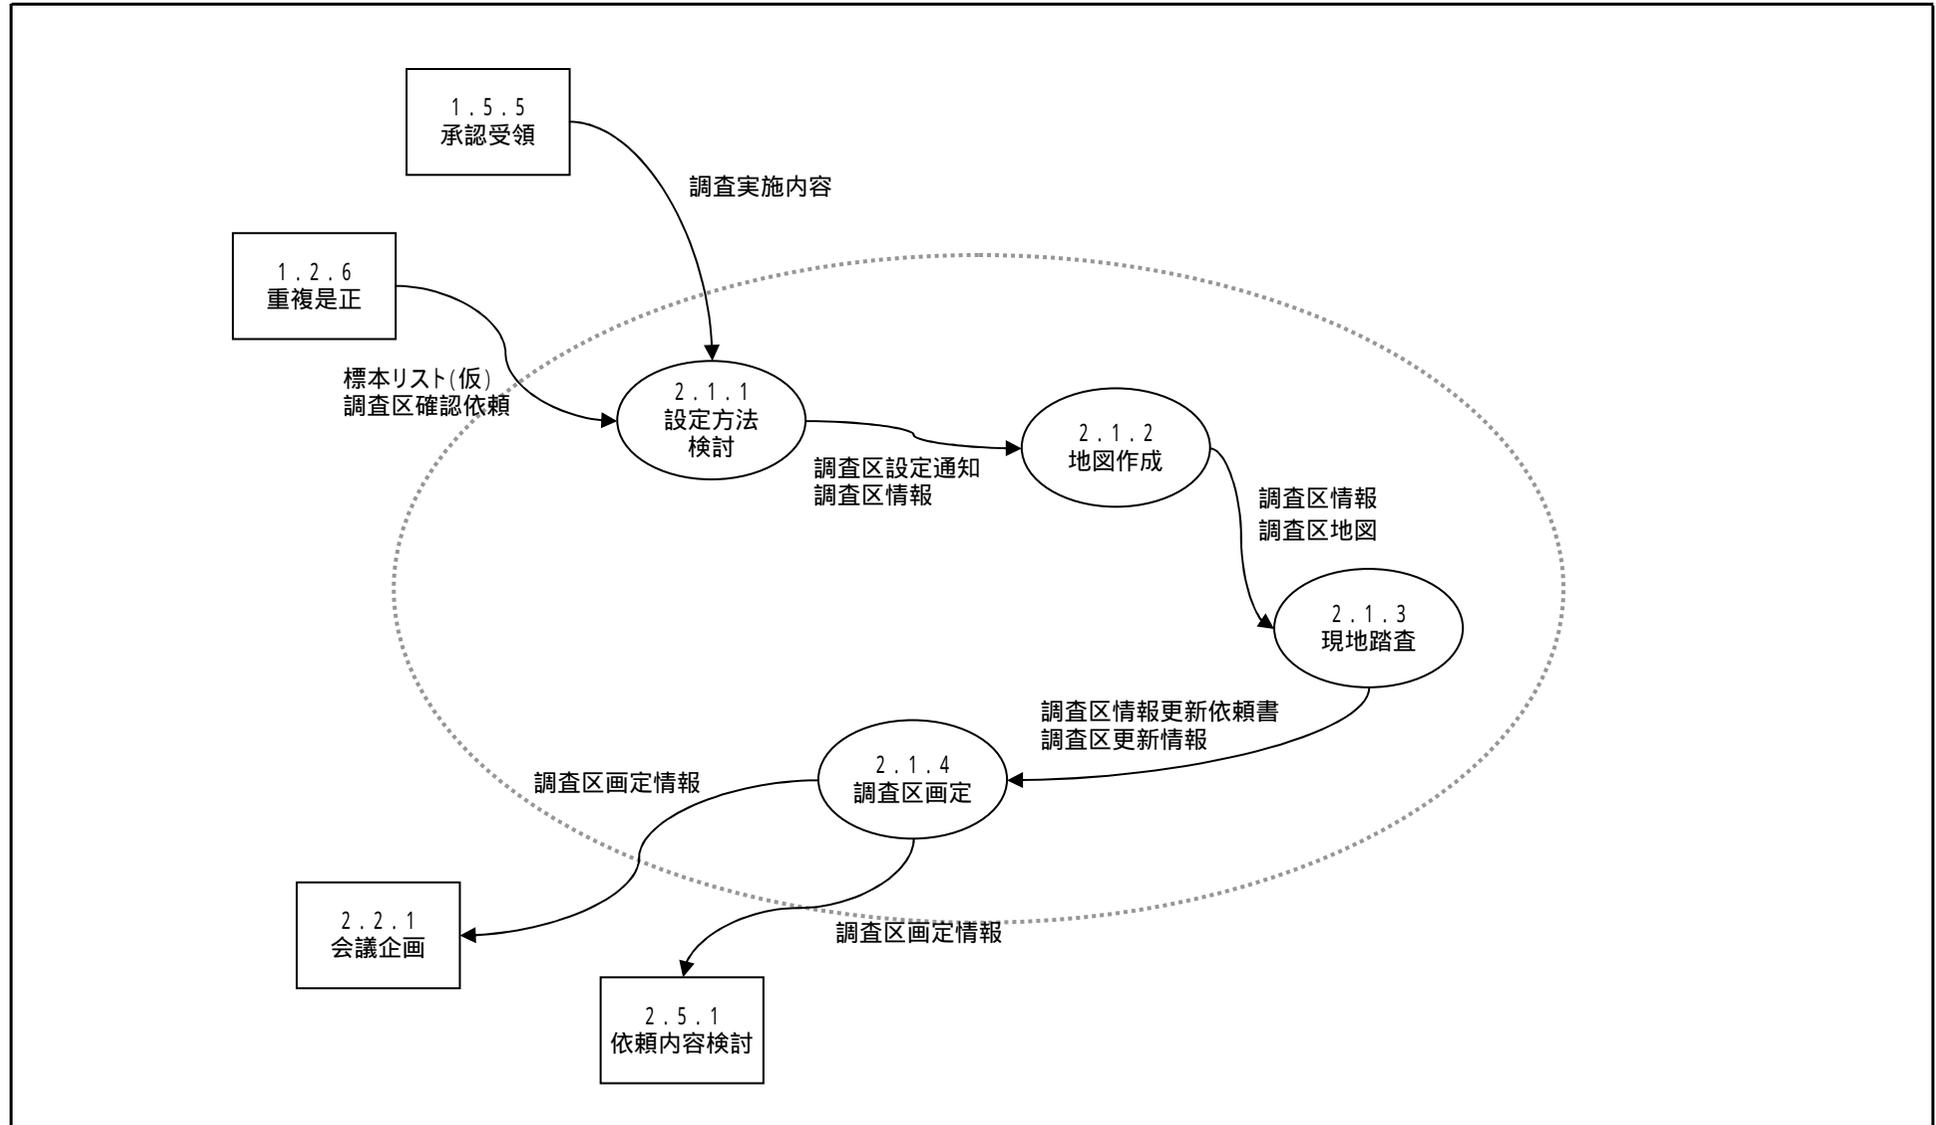 1.5.5
承認受領
調査実施内容
1.2.6
重複是正
標本リスト(仮)
調査区確認依頼
2.1.1
設定方法
検討
調査区設定通知
調査区情報
2.1.2
地図作成
調査区情報
調査区地図
2.1.3
現地踏査
調査区情報更新依頼書
調査区更新情報
2.1.4
調査区画定
調査区画定情報
調査区画定情報
2.2.1
会議企画
2.5.1
依頼内容検討